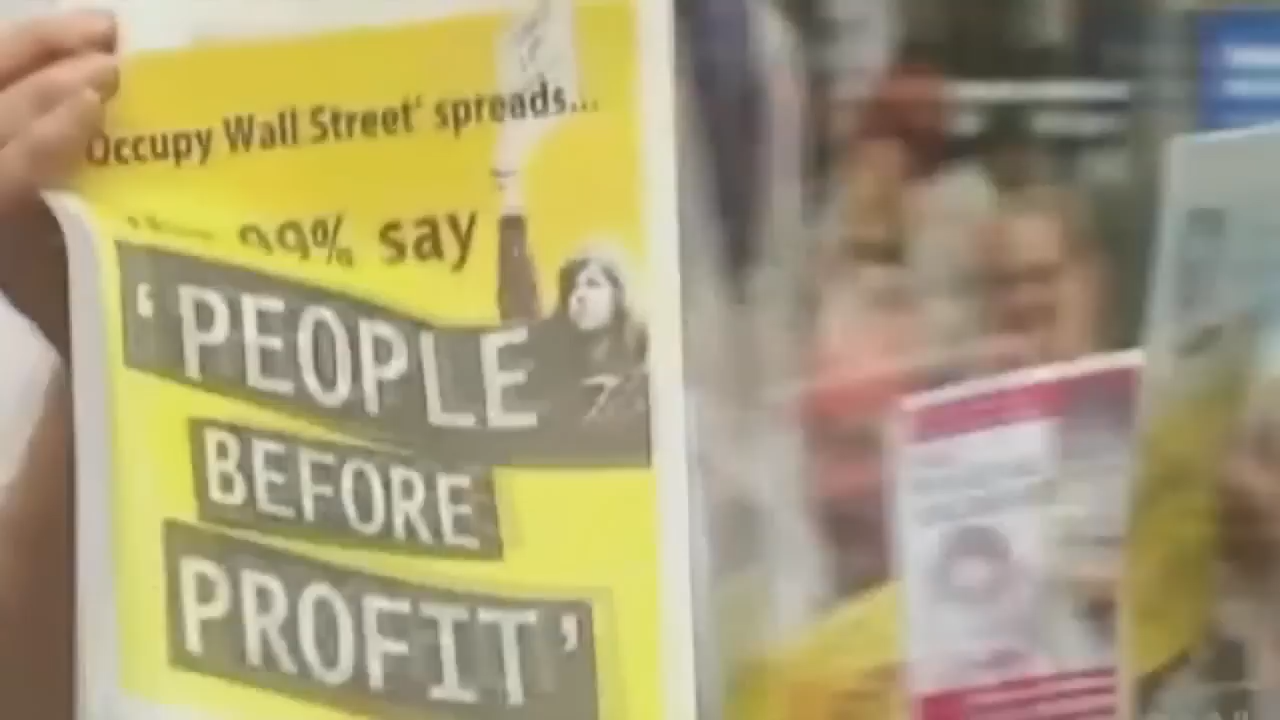 Occupy Wall Street' spreads...
99% say
'PEOPLE
BEFORE
PROFIT'